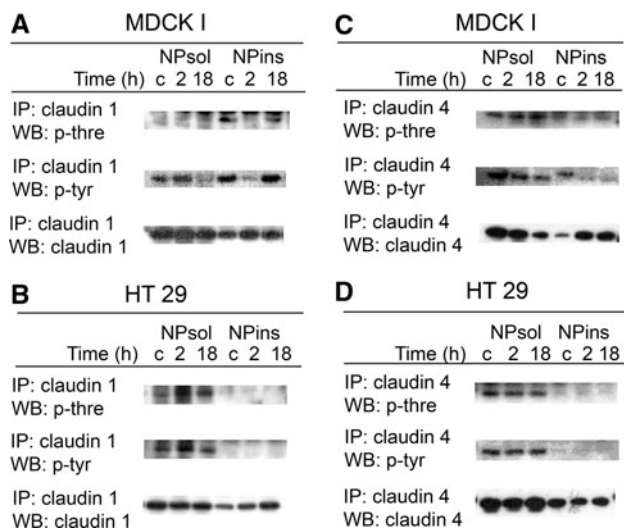 A MDCK I
NPsol NPins
Time (h) c 2 18 c 2 18
IP: claudin 1
WB: p-thre
IP: claudin 1
WB: p-tyr
IP: claudin 1
WB: claudin 1
B HT 29
NPsol NPins
Time (h) c 2 18 c 2 18
IP: claudin 1
WB: p-thre
IP: claudin 1
WB: p-tyr
IP: claudin 1
WB: claudin 1
C MDCK I
NPsol NPins
Time (h) c 2 18 c 2 18
IP: claudin 4
WB: p-thre
IP: claudin 4
WB: p-tyr
IP: claudin 4
WB: claudin 4
D HT 29
NPsol NPins
Time (h) c 2 18 c 2 18
IP: claudin 4
WB: p-thre
IP: claudin 4
WB: p-tyr
IP: claudin 4
WB: claudin 4